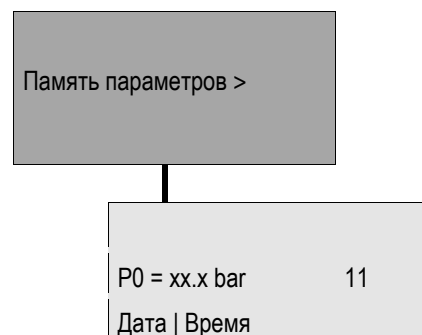 Память параметров >
P0 = xx.x bar 11
Дата | Время